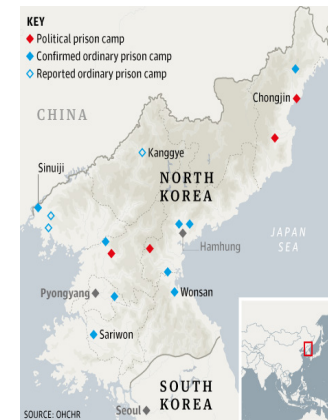 KEY
Political prison camp
Confirmed ordinary prison camp
Reported ordinary prison camp
Chongjin
CHINA
Kanggye
Sinuiji
NORTH
KOREA
JAPAN
SEA
Hamhung
Pyongyang
Wonsan
Sariwon
SOUTH
KOREA
Seoul
SOURCE: OHCHR